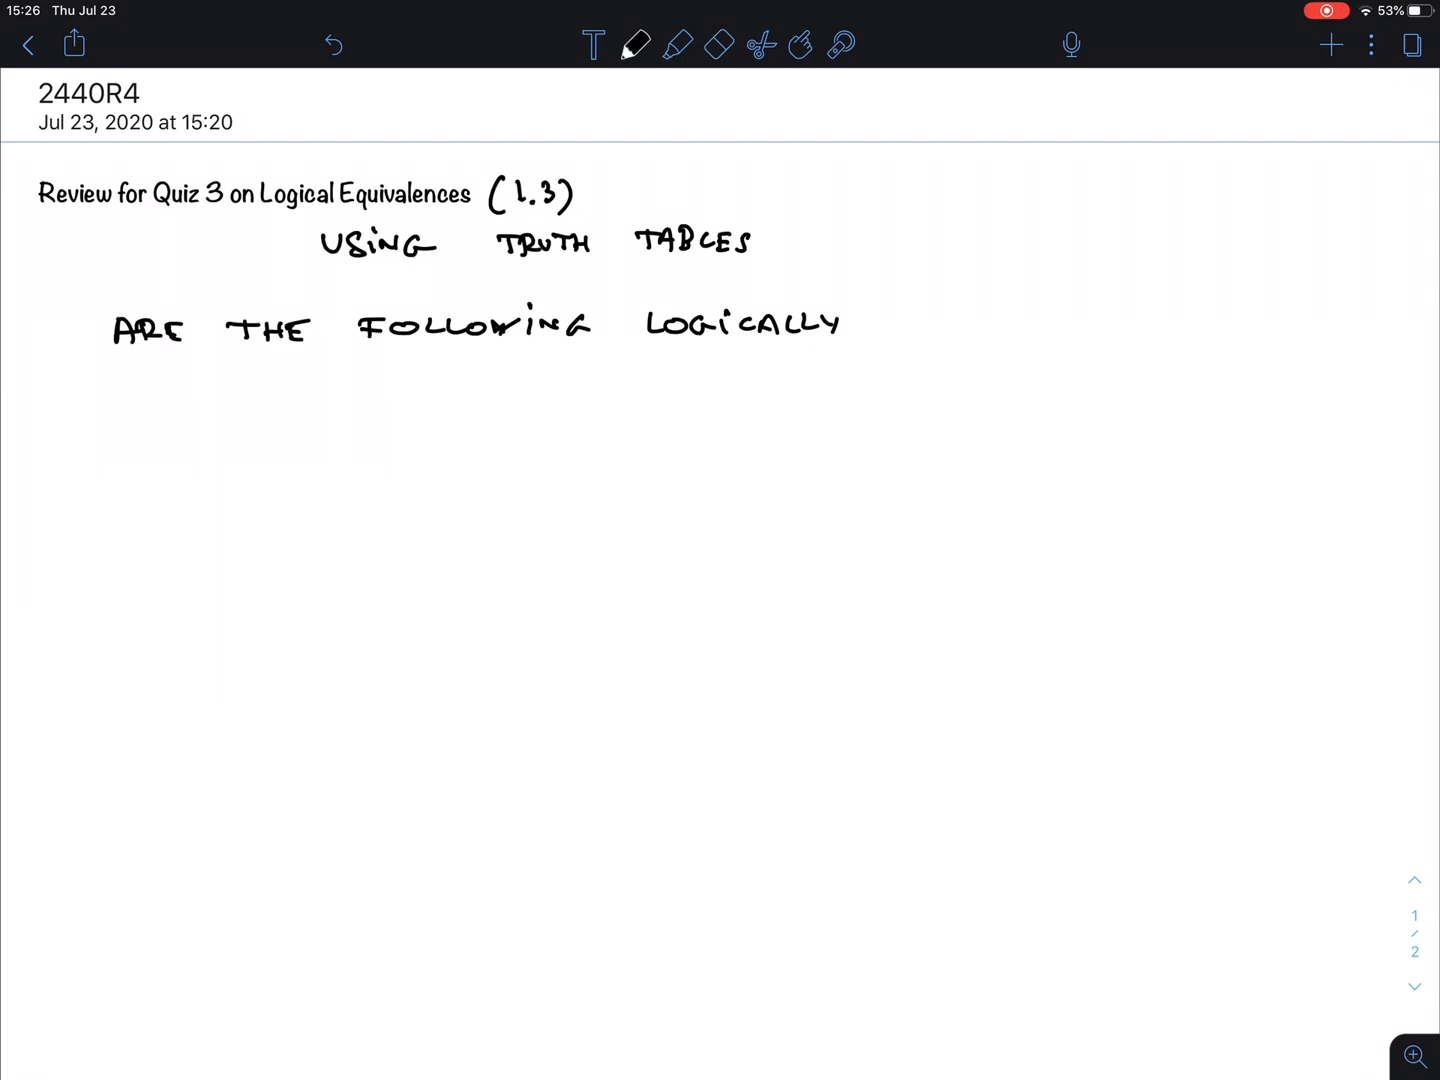 15:26 Thu Jul 23
53%
2440R4
Jul 23, 2020 at 15:20
Review for Quiz 3 on Logical Equivalences (1.3)
USiNG TRUTH TABLES
ARE THE FOLLOWiNG LOGiCALLY
1
/
2